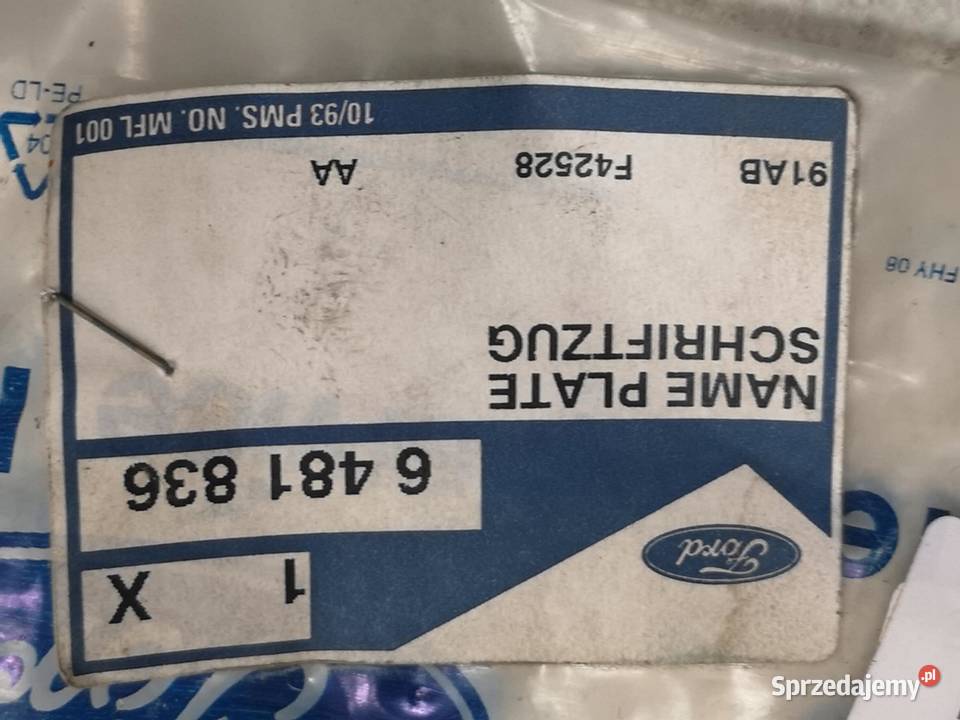 Ford
1 X
6 481 836
NAME PLATE
SCHRIFTZUG
91AB F42528 AA
10/93 PMS. NO. MFL 001
FHY 08
04
PE-LD
Sprzedajemy.pl